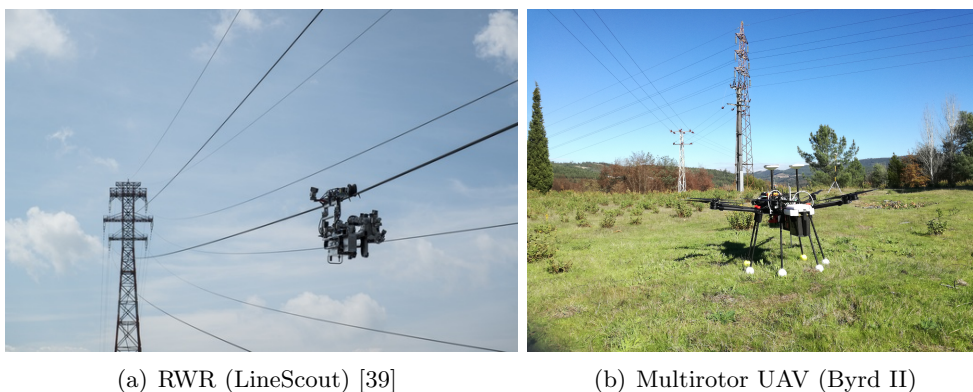 (a) RWR (LineScout) [39]
(b) Multirotor UAV (Byrd II)